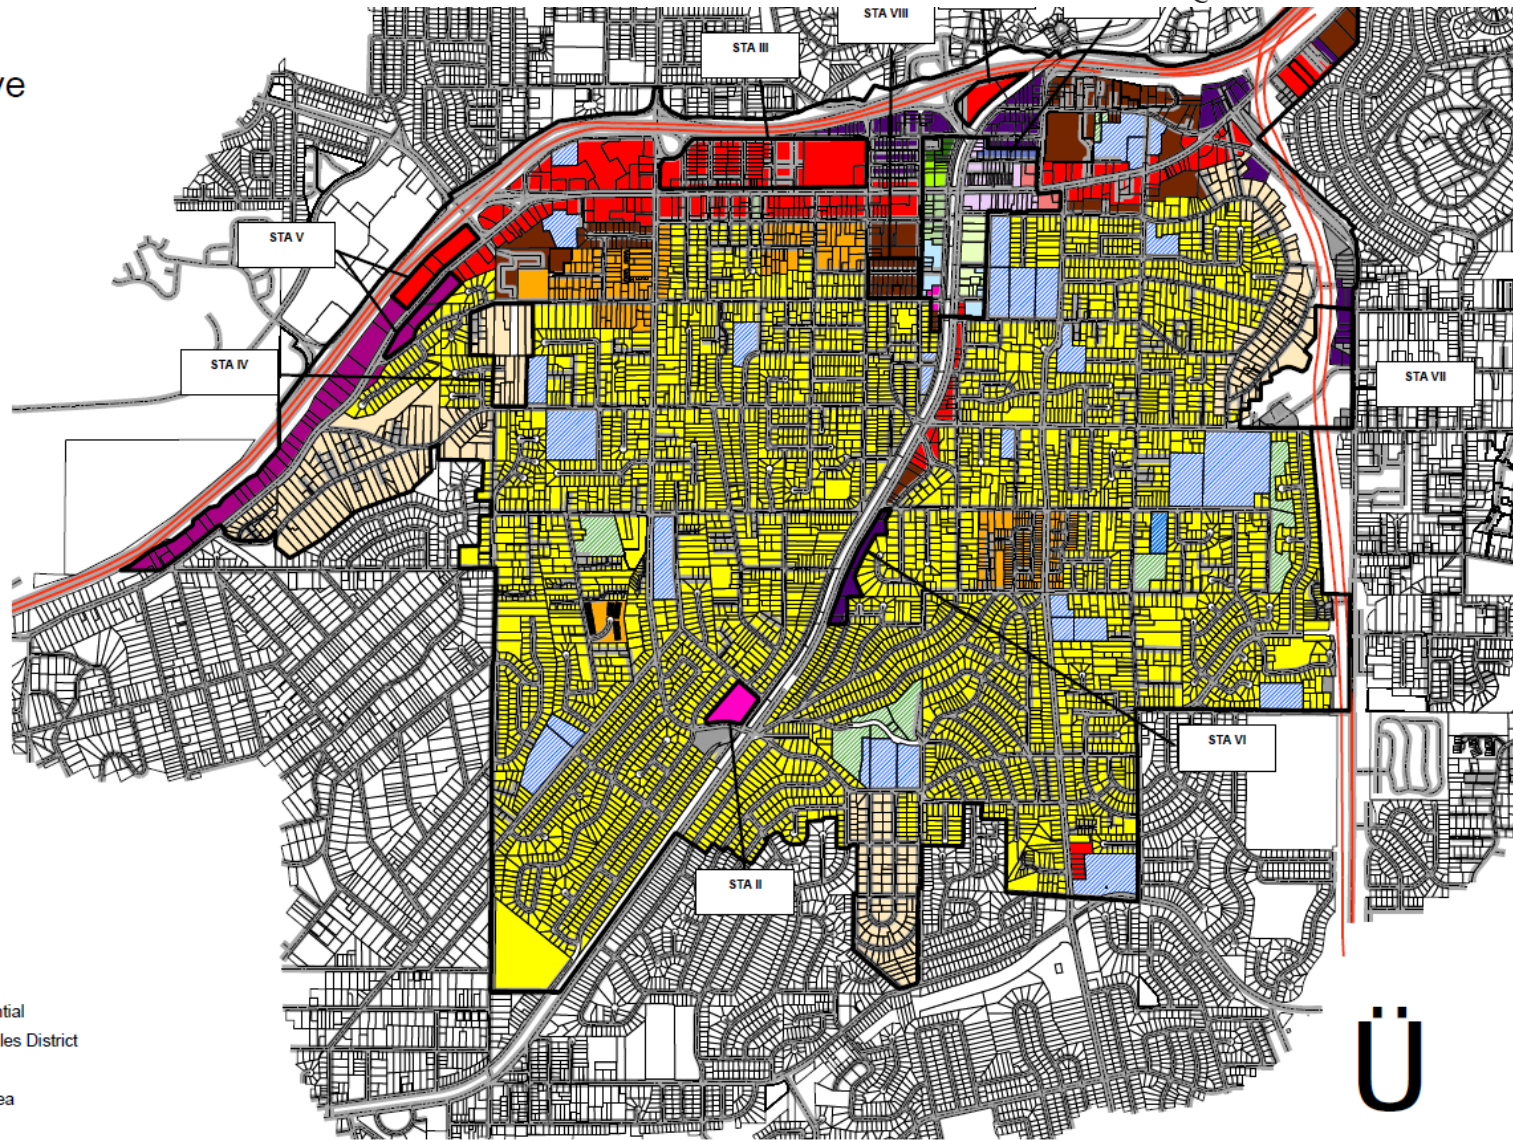 STA VIII
STA III
ve
STA V
STA IV
STA VII
STA VI
STA II
ntial
les District
ea
Ü